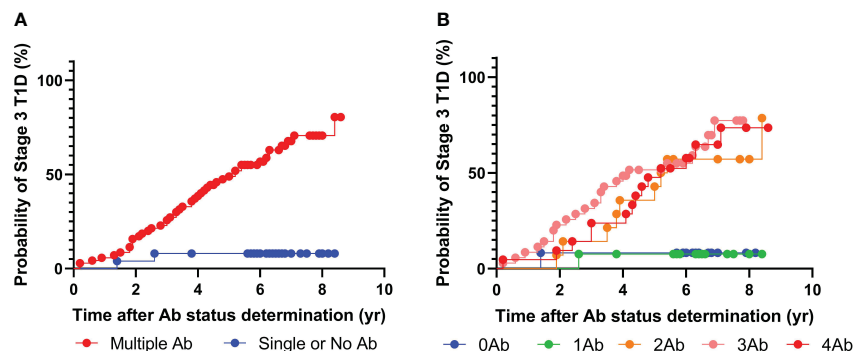 A
Probability of Stage 3 T1D (%)
100
50
0
0 2 4 6 8 10
Time after Ab status determination (yr)
Multiple Ab Single or No Ab
B
Probability of Stage 3 T1D (%)
100
50
0
0 2 4 6 8 10
Time after Ab status determination (yr)
0Ab 1Ab 2Ab 3Ab 4Ab